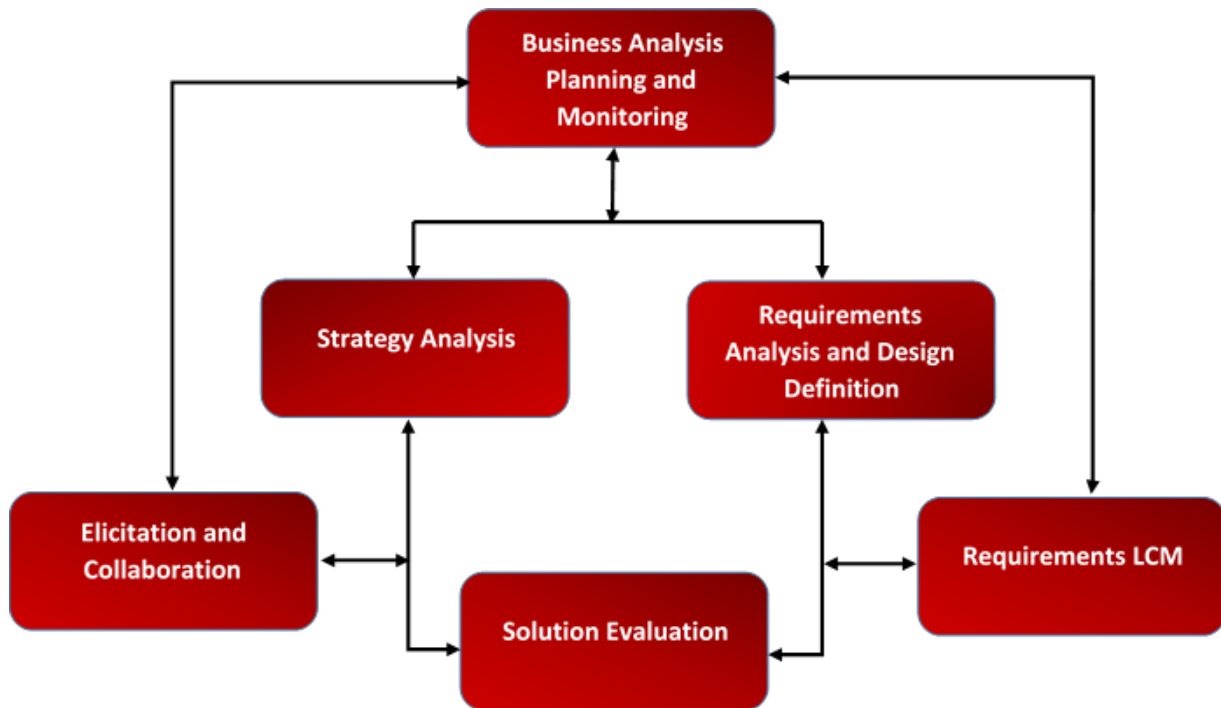 Business Analysis
Planning and
Monitoring
Strategy Analysis
Requirements
Analysis and Design
Definition
Elicitation and
Collaboration
Requirements LCM
Solution Evaluation